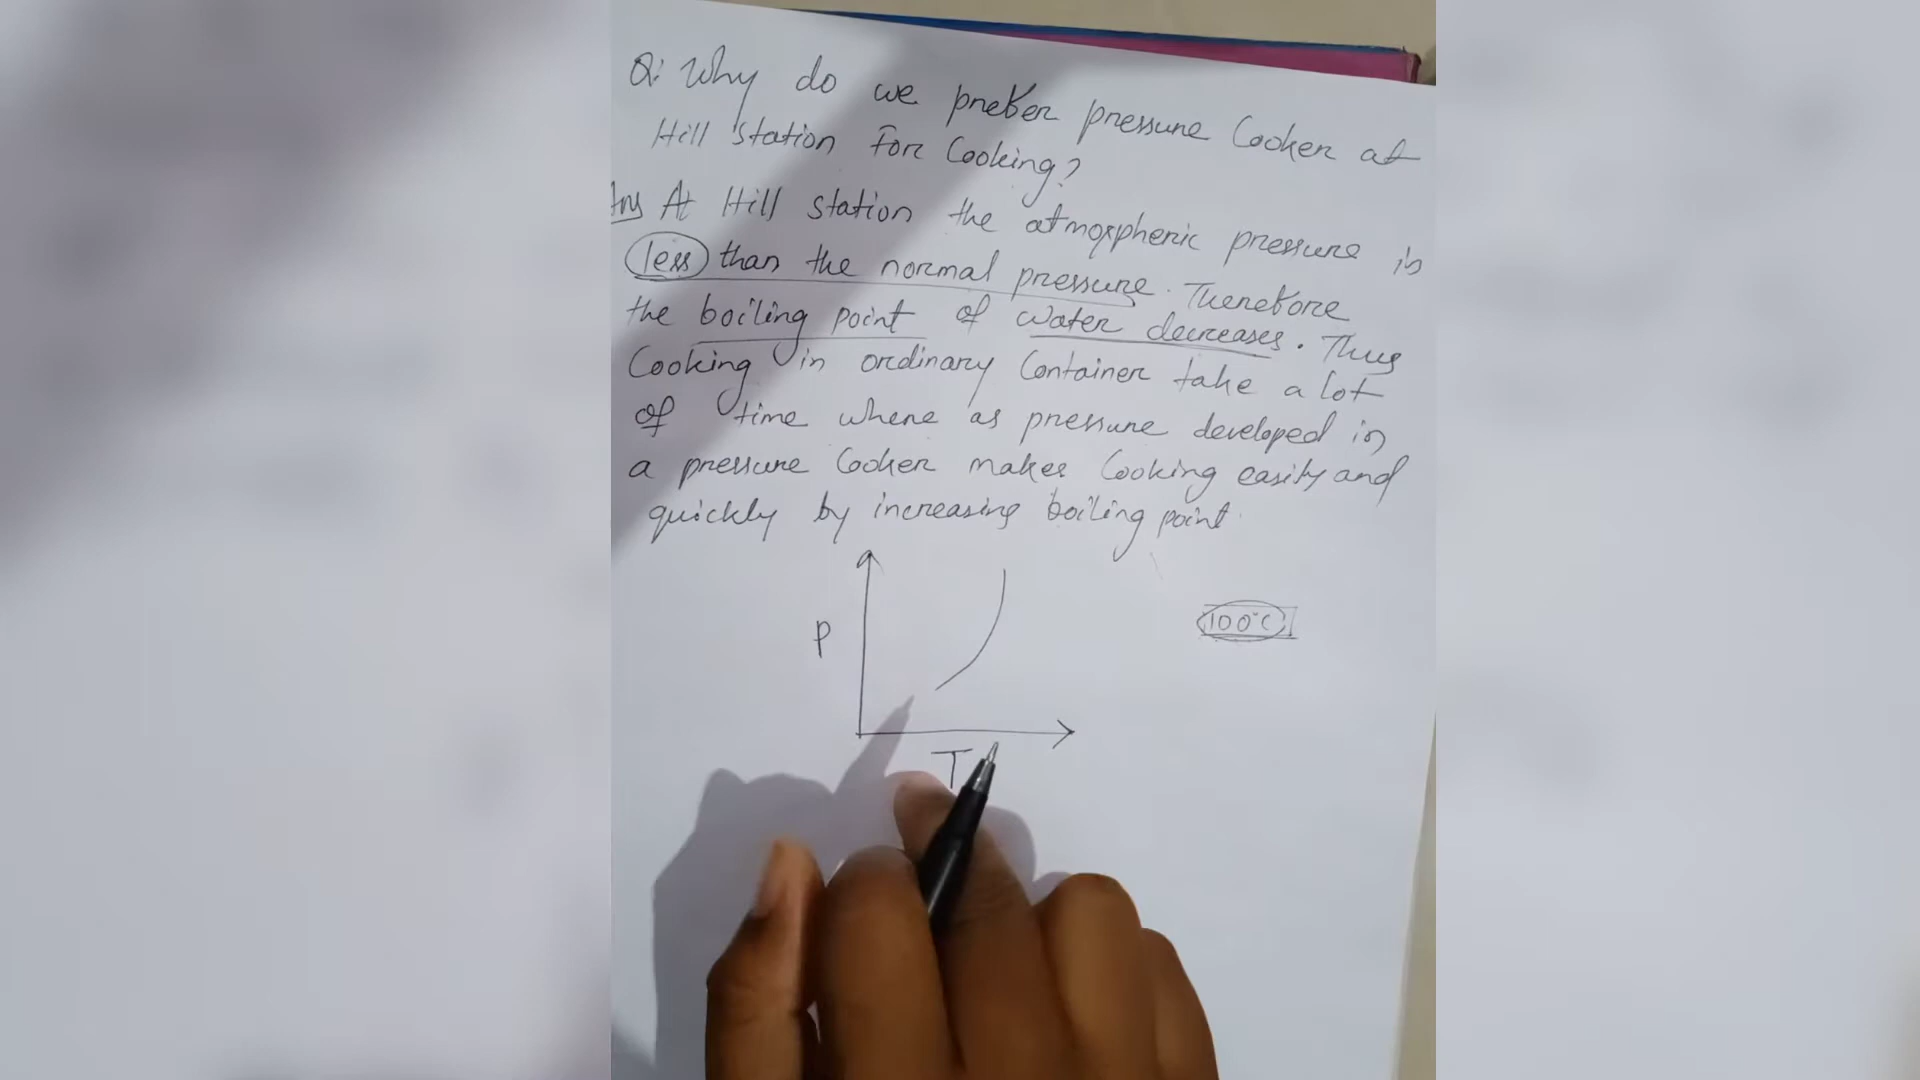 Q: Why do we prefer pressure Cooker at
Hill station For Cooking?
Ans At Hill station the atmospheric pressure is
less than the normal pressure. Therefore
the boiling point of water decreases. Thus
Cooking in ordinary Container take a lot
of time where as pressure developed in
a pressure Cooker makes Cooking easily and
quickly by increasing boiling point.
P
100°C
T